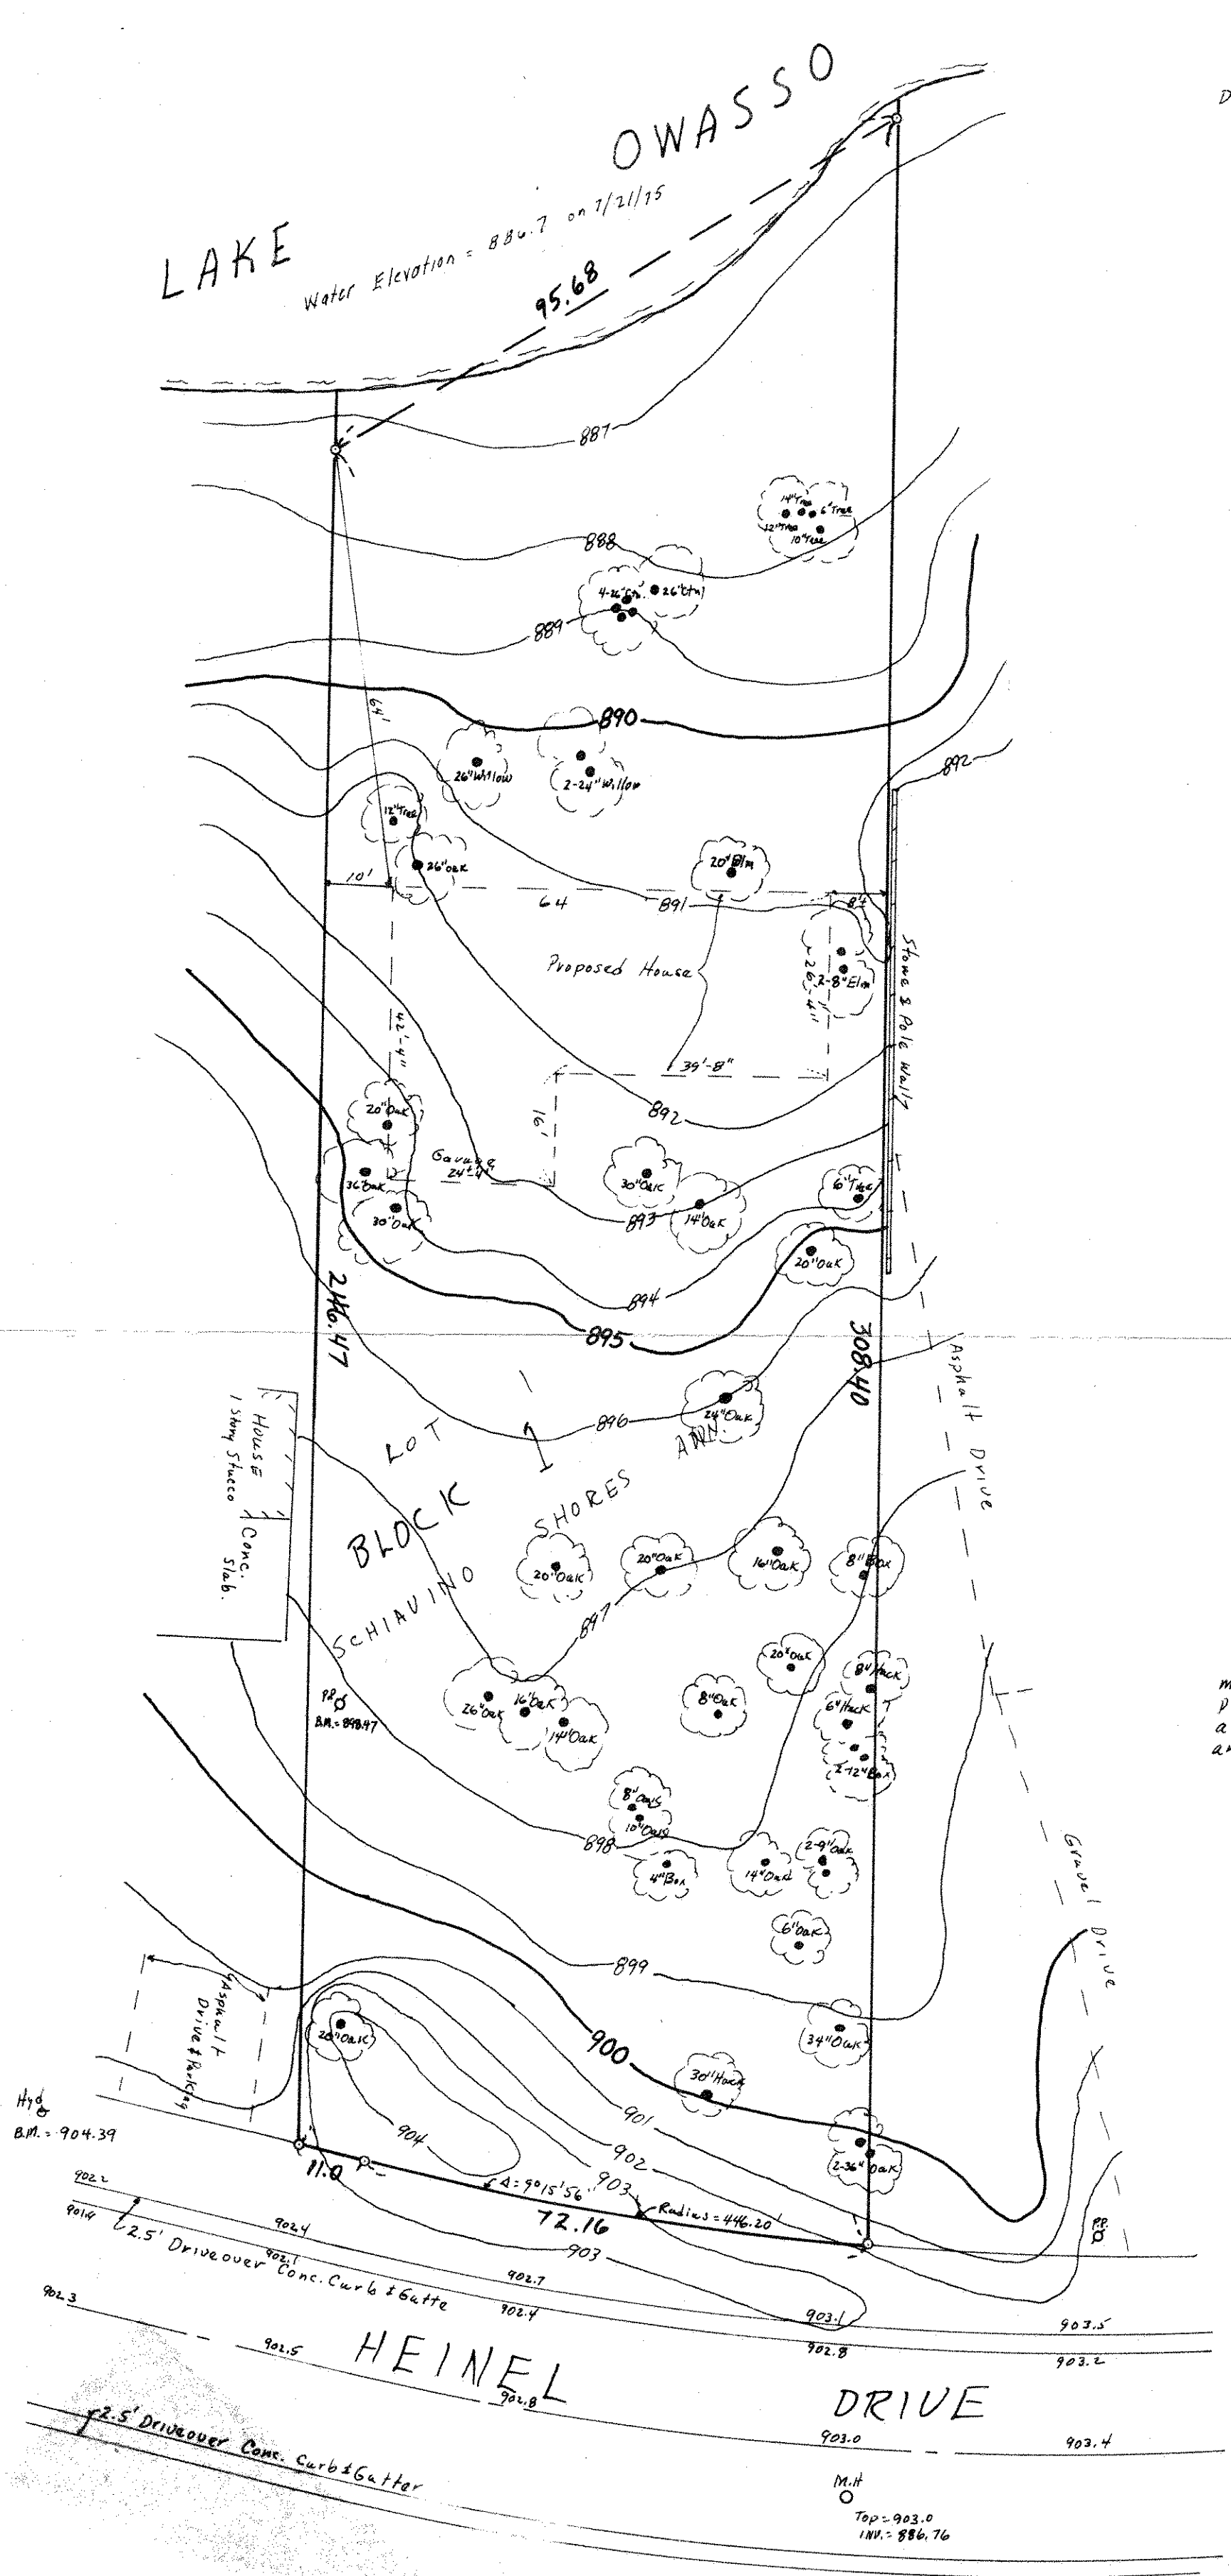 LAKE OWASSO
Water Elevation = 886.7 on 7/21/75
95.68
887
14"Tree
6"Tree
12"Tree
10"Tree
888
26"Ctn)
889
64'
890
26"Willow
2-24"Willow
892
12"Tree
26"Oak
20"Elm
10'
64
891
Proposed House
2-8"Elm
26'-4"
Stone & Pole Wall
42'-4"
39'-8"
20"Oak
892
16'
Garage
24'-4"
36"Oak
30"Oak
30"Oak
893
14"Oak
6"Tree
20"Oak
894
895
246.47
308.40
Asphalt Drive
HOUSE
1 Story Stucco
Conc.
Slab.
LOT 1
896
24"Oak
BLOCK 1
SCHIAVINO SHORES ADDN.
20"Oak
20"Oak
16"Oak
8"Box
897
20"Oak
8"Hack
P.P.
B.M.=898.47
26"Oak
16"Oak
14"Oak
8"Oak
6"Hack
2-12"Box
8"Oaks
10"Oaks
898
4"Box
14"Oak
2-9"Oak
Gravel Drive
6"Oak
899
Asphalt
Drive & Parking
20"Oak
34"Oak
900
30"Hack
901
Hyd
B.M.=904.39
904
902
2-36"Oak
903
11.0
Δ=9°15'56"
Radius=446.20'
72.16
P.P.
903
902.2
901.9
902.4
902.1
902.7
902.4
903.1
902.8
903.5
903.2
2.5' Driveover Conc. Curb & Gutte
902.3
902.5
902.8
903.0
903.4
HEINEL DRIVE
2.5' Driveover Conc. Curb & Gutter
M.H
Top=903.0
INV.=886.76